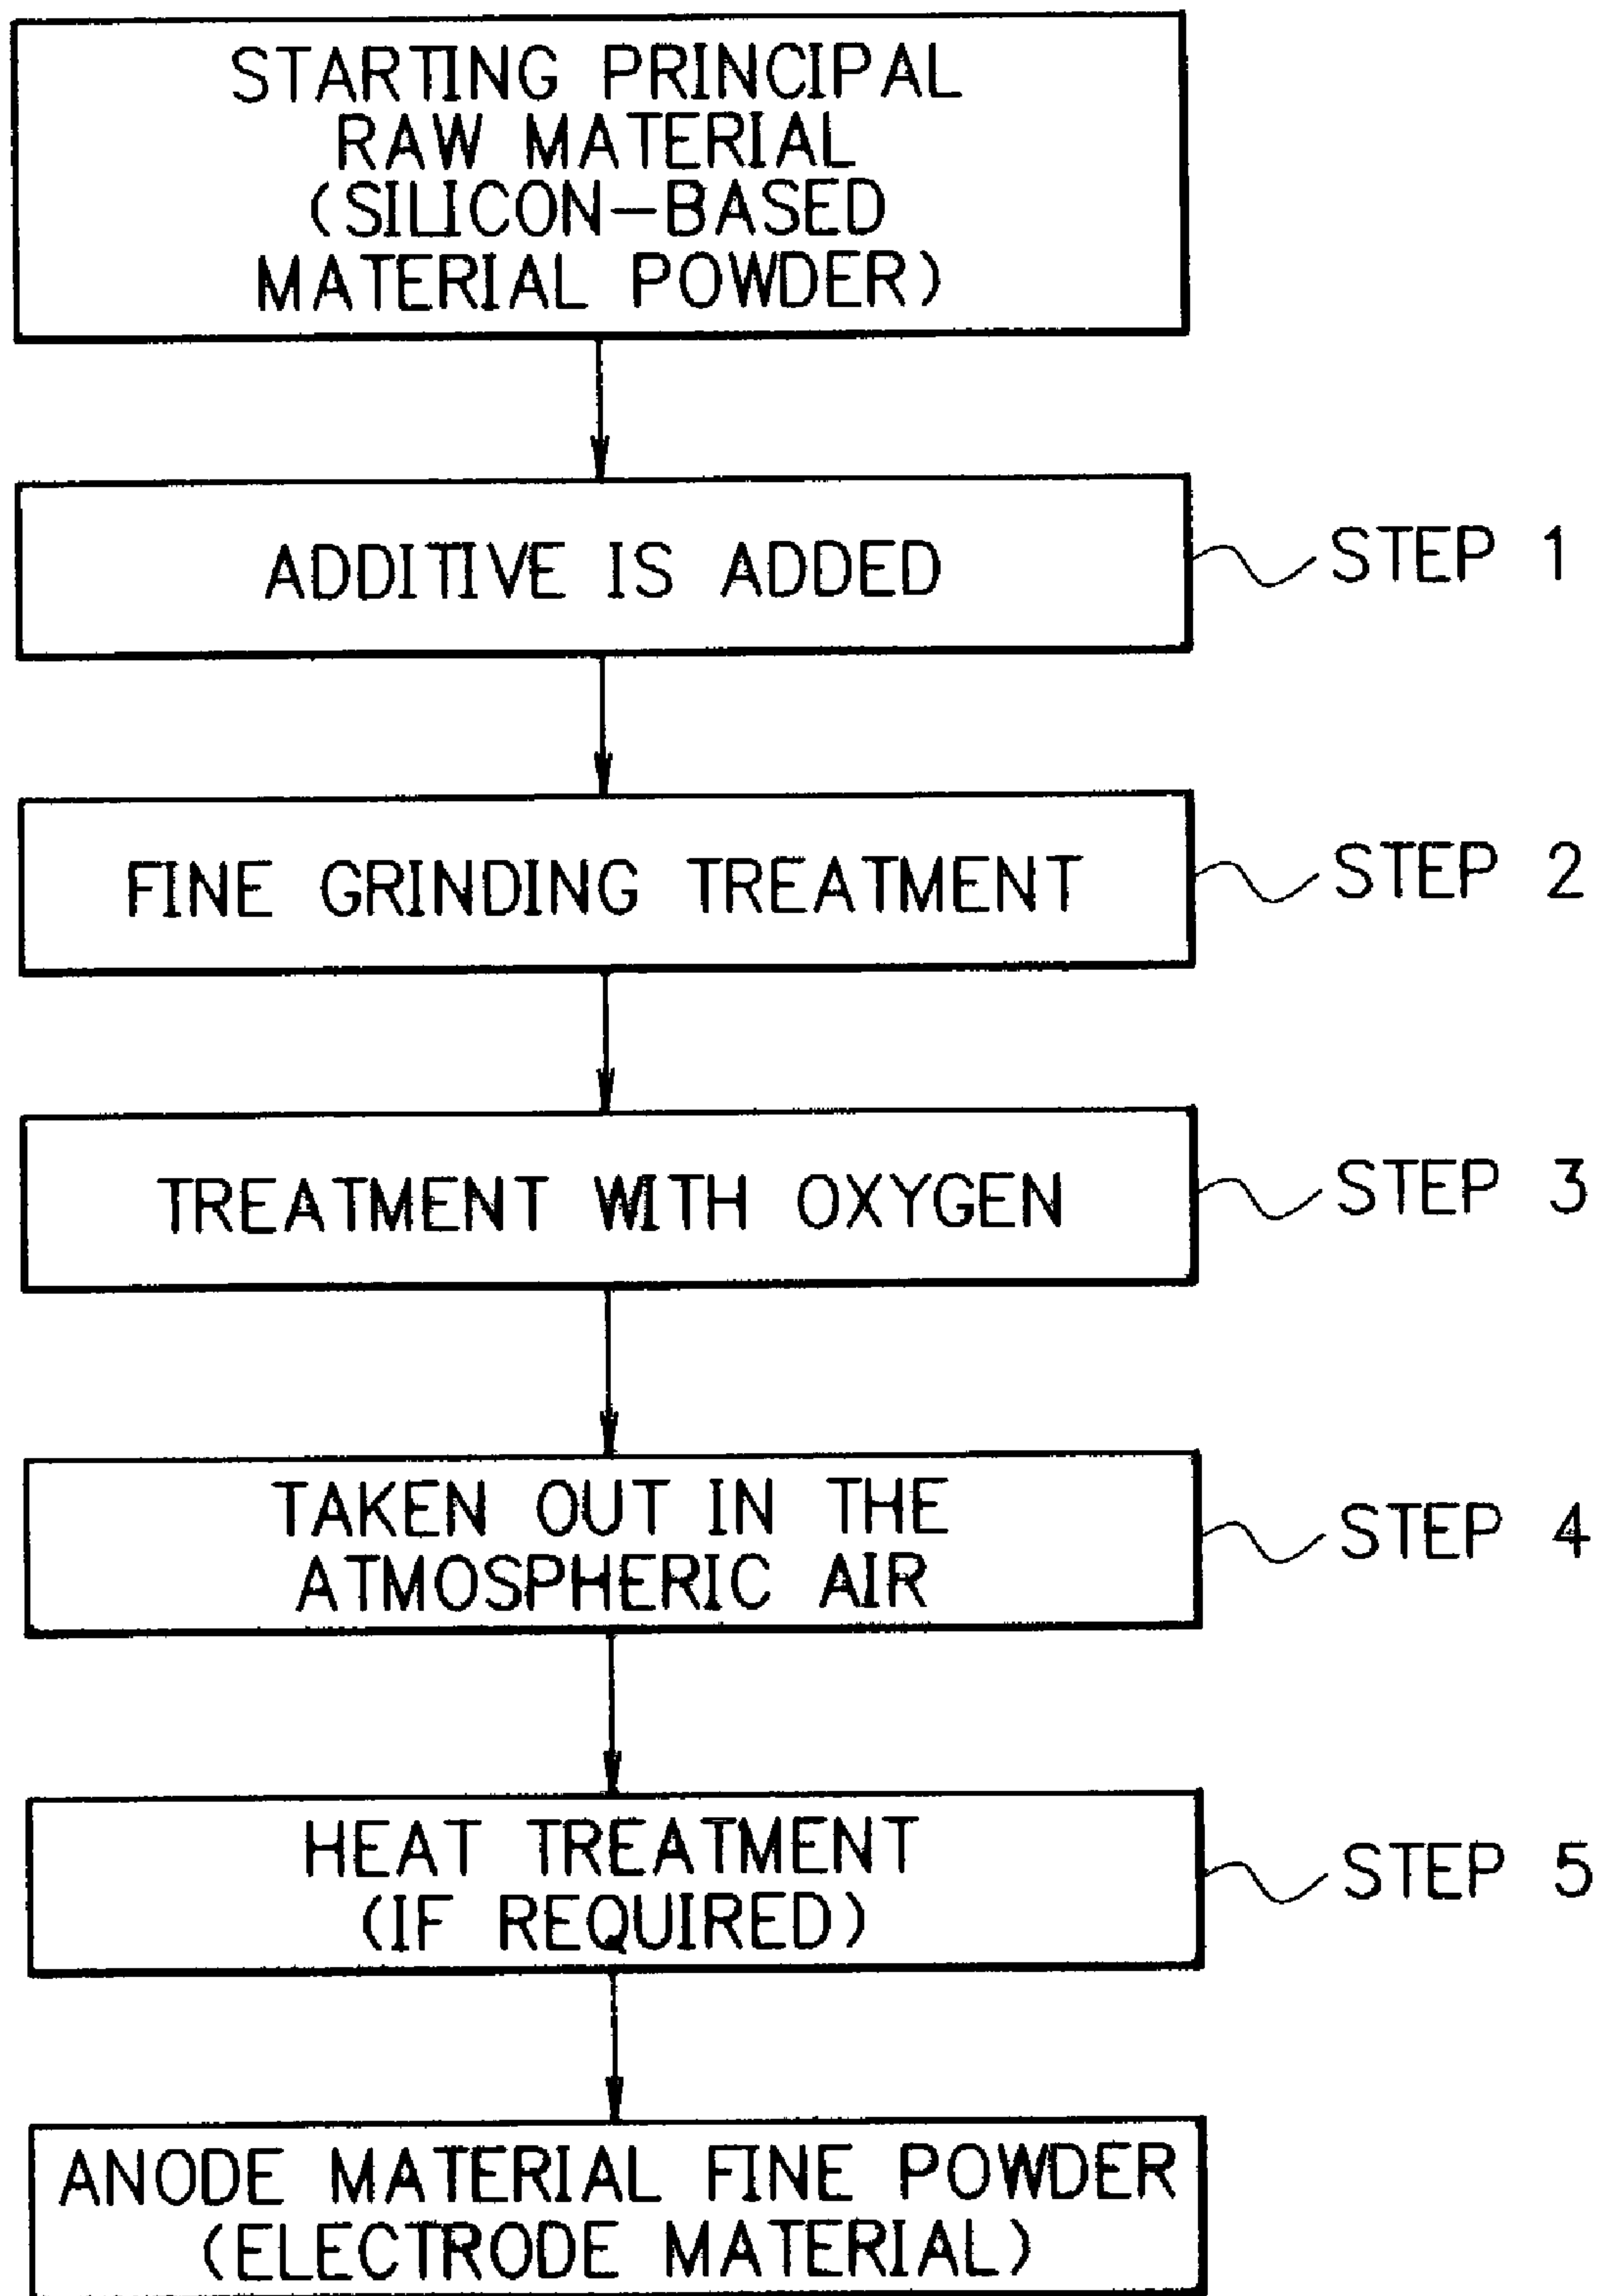 STARTING PRINCIPAL
RAW MATERIAL
(SILICON-BASED
MATERIAL POWDER)
ADDITIVE IS ADDED
STEP 1
FINE GRINDING TREATMENT
STEP 2
TREATMENT WITH OXYGEN
STEP 3
TAKEN OUT IN THE
ATMOSPHERIC AIR
STEP 4
HEAT TREATMENT
(IF REQUIRED)
STEP 5
ANODE MATERIAL FINE POWDER
(ELECTRODE MATERIAL)